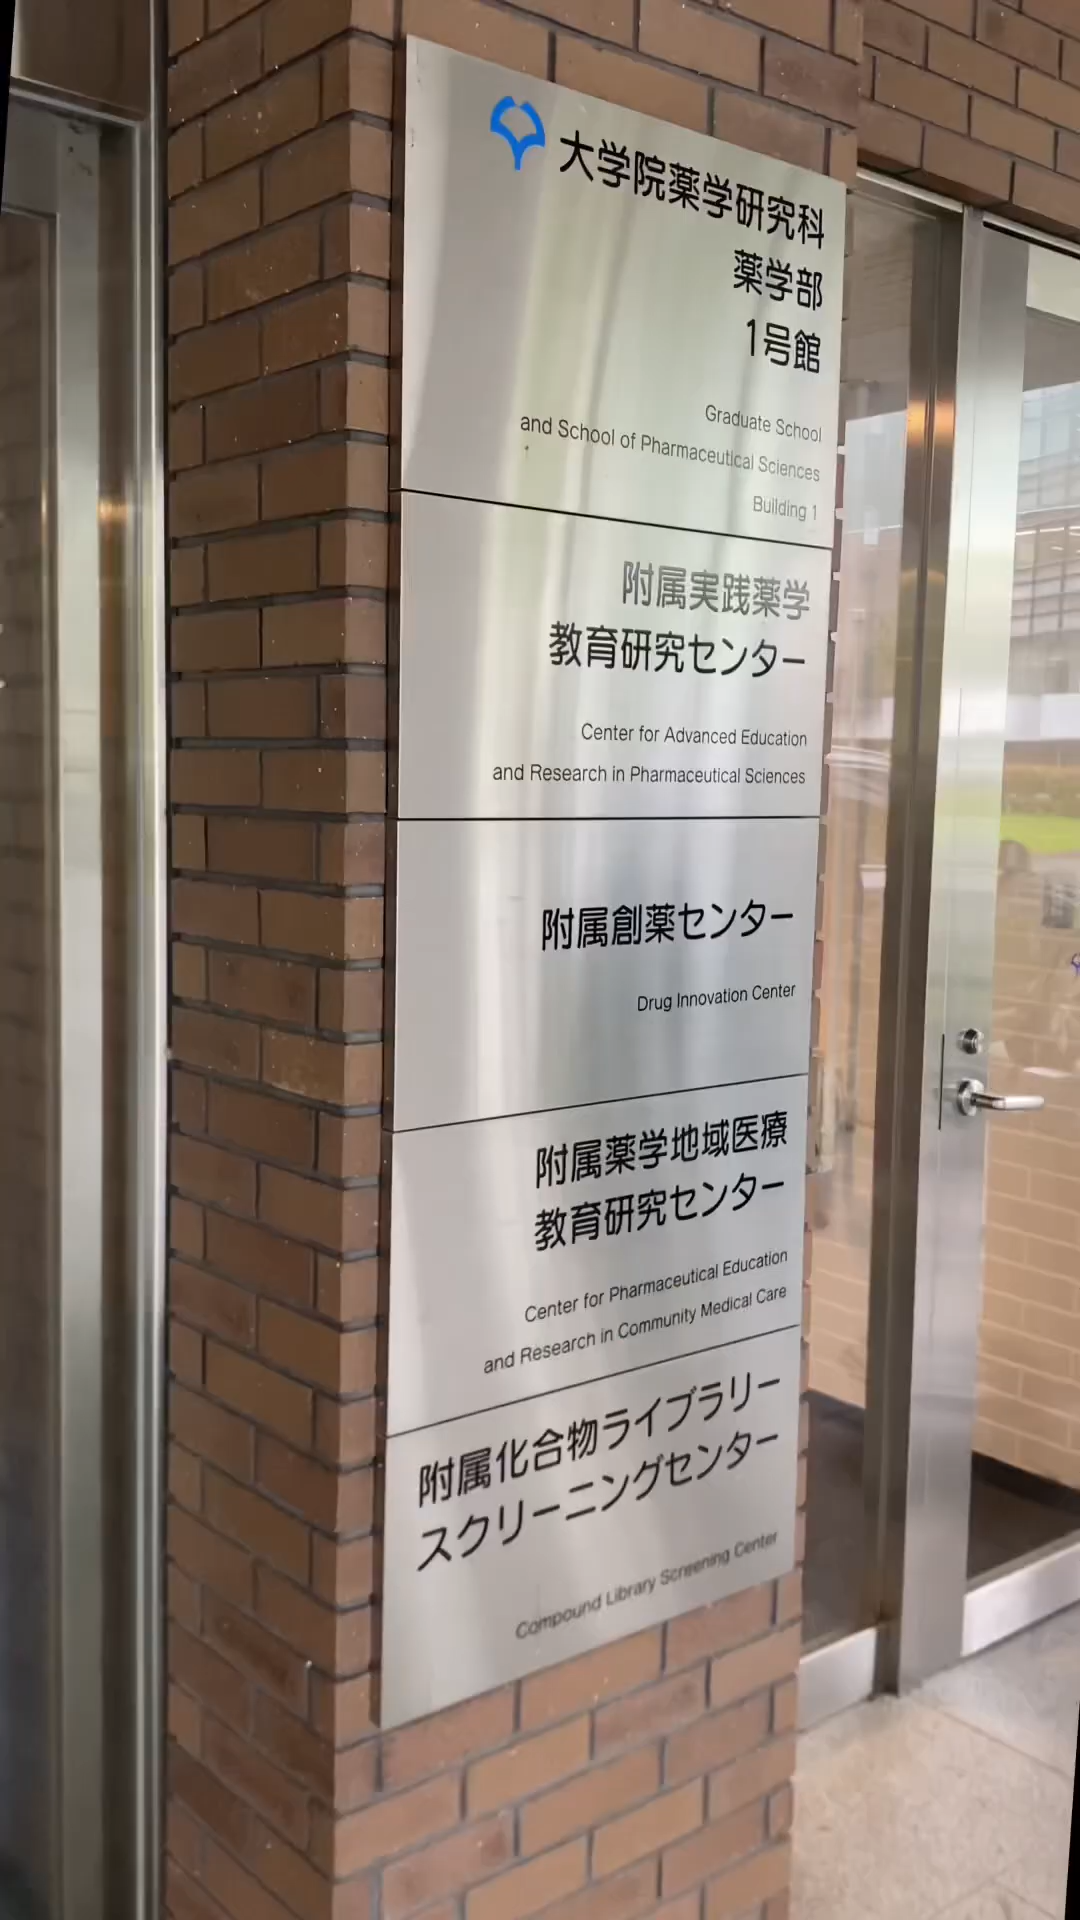 大学院薬学研究科
薬学部
1号館
Graduate School
and School of Pharmaceutical Sciences
Building 1
附属実践薬学
教育研究センター
Center for Advanced Education
and Research in Pharmaceutical Sciences
附属創薬センター
Drug Innovation Center
附属薬学地域医療
教育研究センター
Center for Pharmaceutical Education
and Research in Community Medical Care
附属化合物ライブラリー
スクリーニングセンター
Compound Library Screening Center